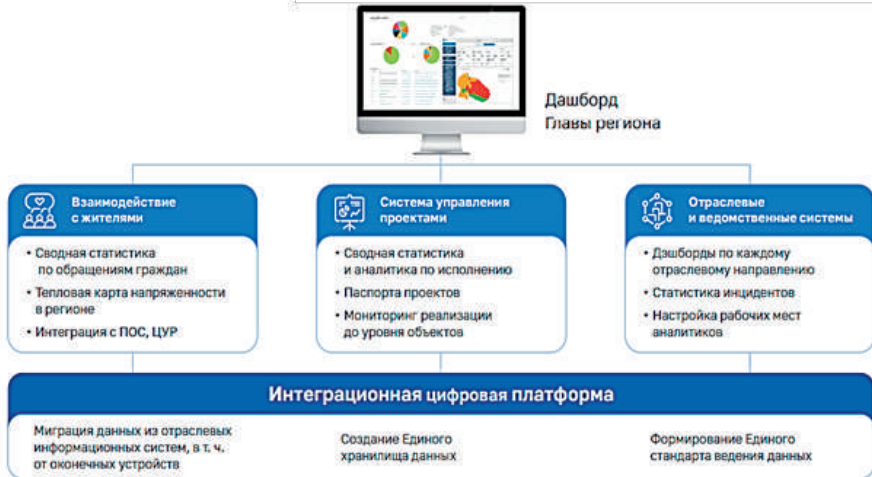 Дашборд
Главы региона
Взаимодействие
с жителями
• Сводная статистика
по обращениям граждан
• Тепловая карта напряженности
в регионе
• Интеграция с ПОС, ЦУР
Система управления
проектами
• Сводная статистика
и аналитика по исполнению
• Паспорта проектов
• Мониторинг реализации
до уровня объектов
Отраслевые
и ведомственные системы
• Дэшборды по каждому
отраслевому направлению
• Статистика инцидентов
• Настройка рабочих мест
аналитиков
Интеграционная цифровая платформа
Миграция данных из отраслевых
информационных систем, в т. ч.
от оконечных устройств
Создание Единого
хранилища данных
Формирование Единого
стандарта ведения данных